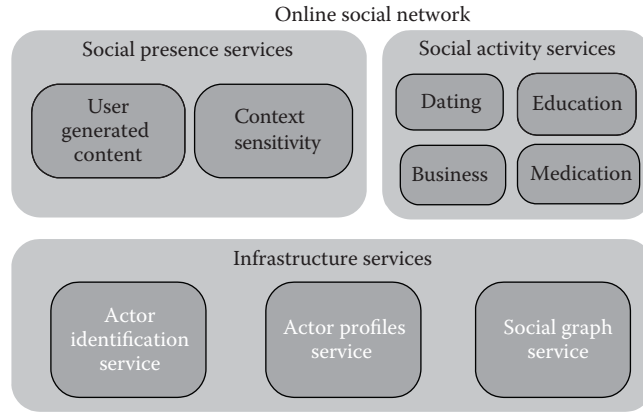 Online social network
Social presence services
User
generated
content
Context
sensitivity
Social activity services
Dating
Education
Business
Medication
Infrastructure services
Actor
identification
service
Actor profiles
service
Social graph
service